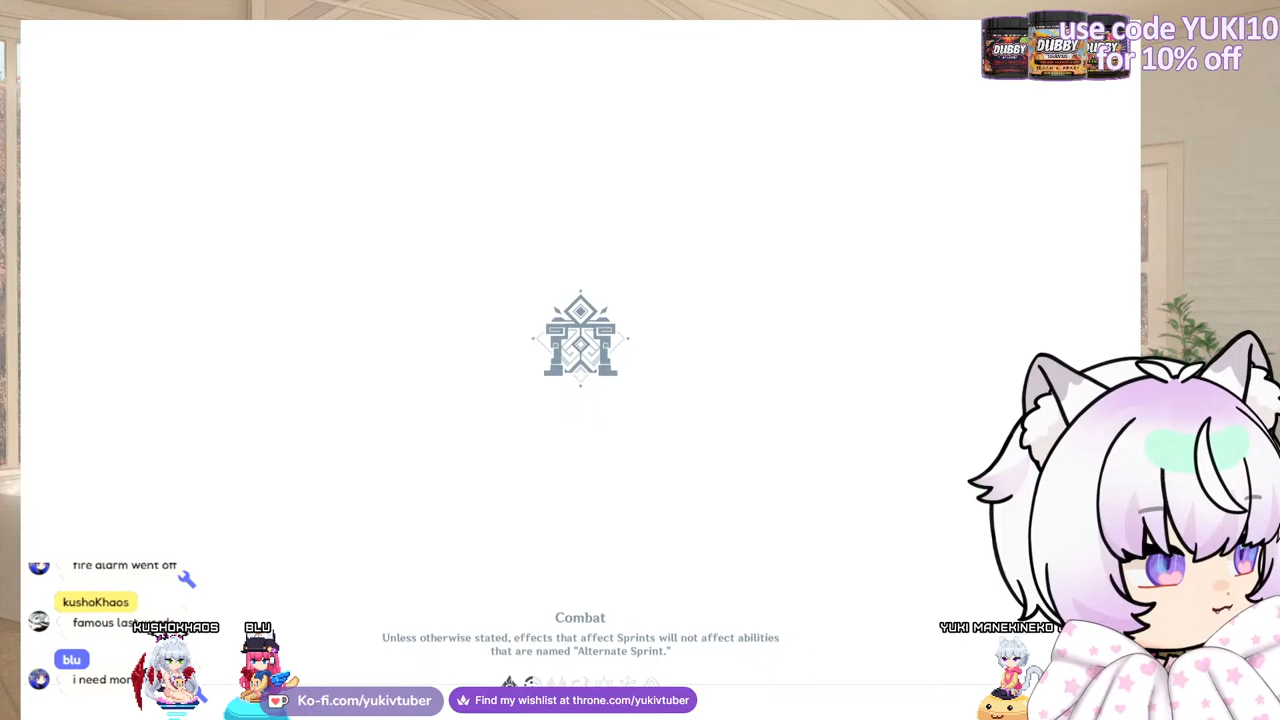 use code YUKI10
for 10% off
DUBBY
fire alarm went off
kushoKhaos
famous las
KUSHOKHAOS
BLU
blu
i need mor
YUKI MANEKINEKO
Combat
Unless otherwise stated, effects that affect Sprints will not affect abilities
that are named "Alternate Sprint."
Ko-fi.com/yukivtuber
Find my wishlist at throne.com/yukivtuber